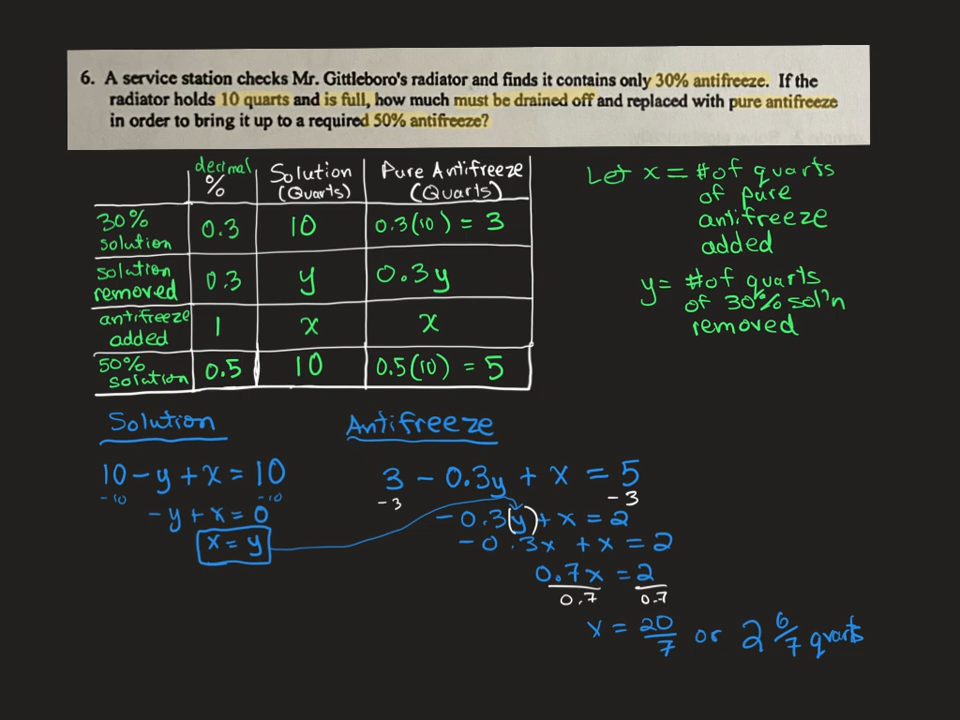 6. A service station checks Mr. Gittleboro's radiator and finds it contains only 30% antifreeze. If the
radiator holds 10 quarts and is full, how much must be drained off and replaced with pure antifreeze
in order to bring it up to a required 50% antifreeze?
decimal % | Solution (Quarts) | Pure Antifreeze (Quarts)
30% solution | 0.3 | 10 | 0.3(10) = 3
solution removed | 0.3 | y | 0.3y
antifreeze added | 1 | x | x
50% solution | 0.5 | 10 | 0.5(10) = 5
Let x = # of quarts
of pure
antifreeze
added
y = # of quarts
of 30% sol'n
removed
Solution
10 - y + x = 10
-10 -10
-y + x = 0
x = y
Antifreeze
3 - 0.3y + x = 5
-3 -3
-0.3(y) + x = 2
-0.3x + x = 2
0.7x = 2
0.7 0.7
x = 20/7 or 2 6/7 quarts